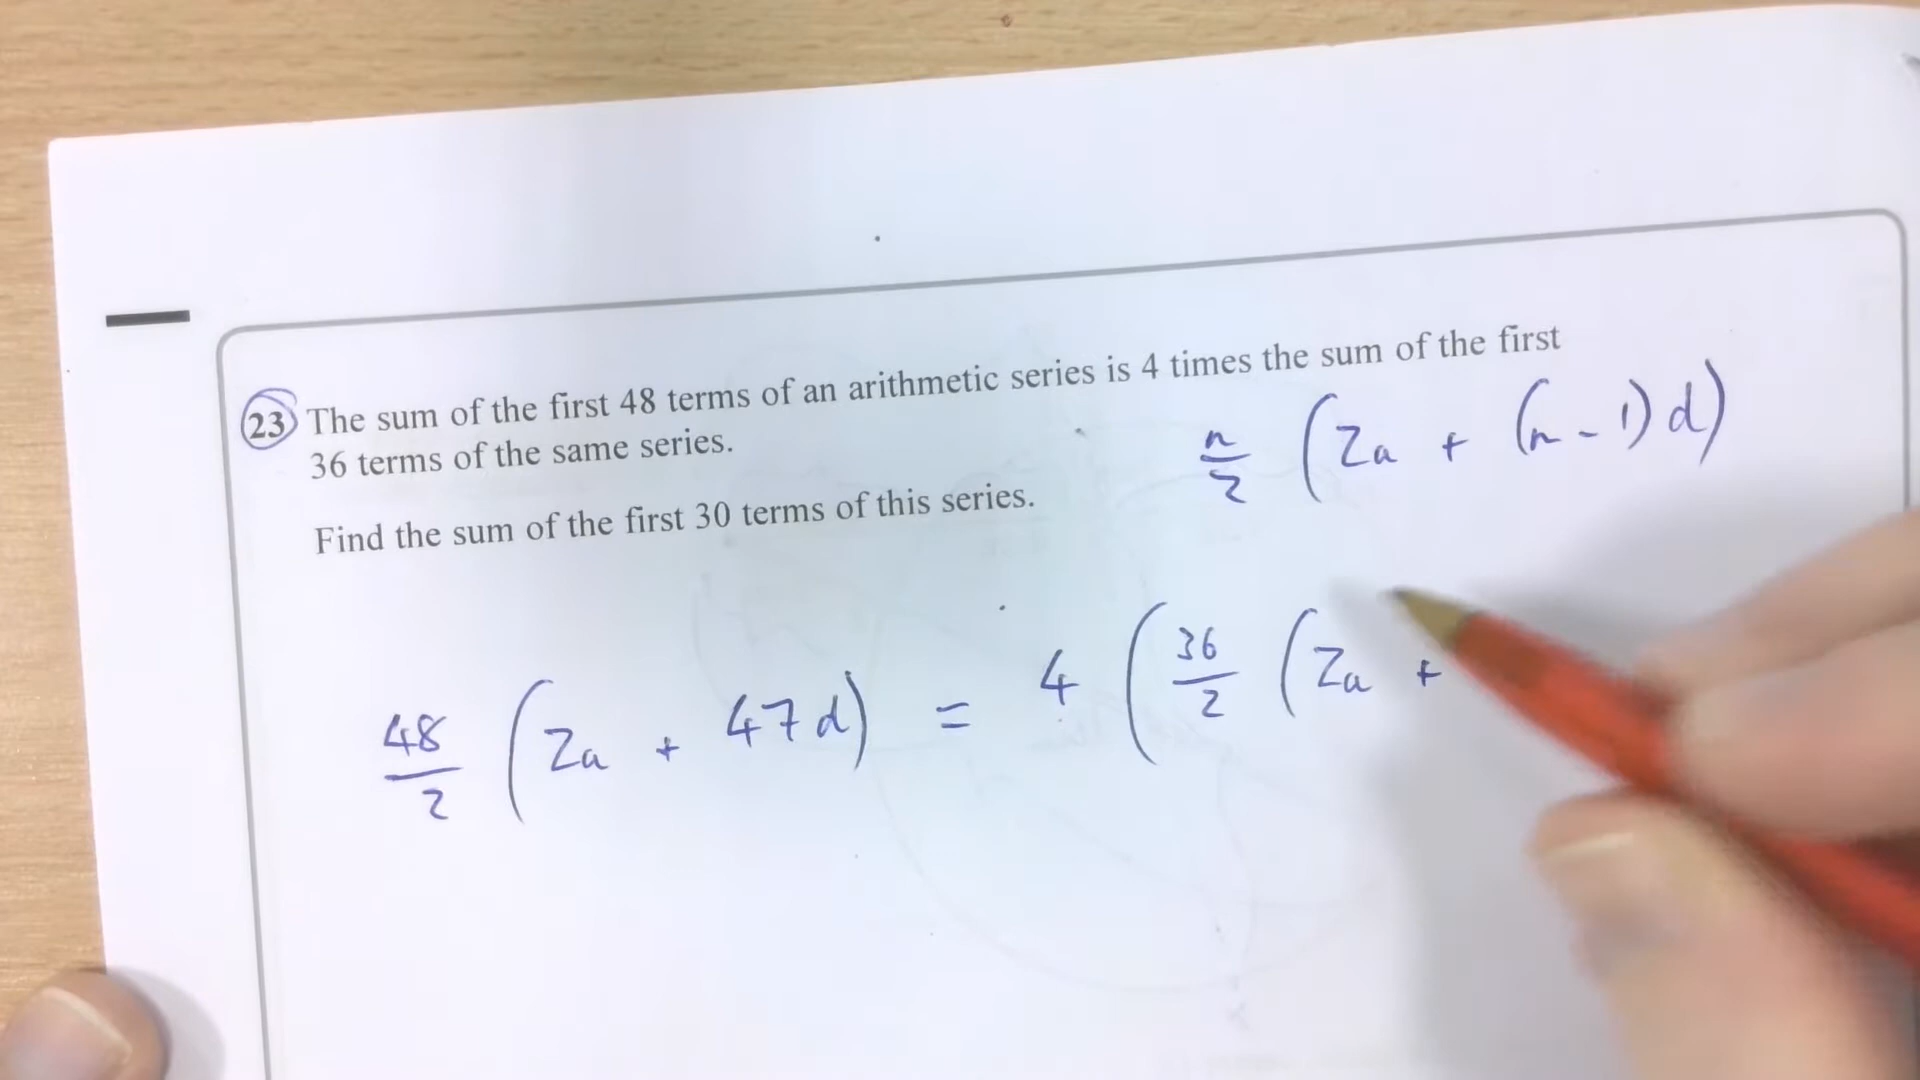 23 The sum of the first 48 terms of an arithmetic series is 4 times the sum of the first
36 terms of the same series.
n/2 (2a + (n - 1)d)
Find the sum of the first 30 terms of this series.
48/2 (2a + 47d) = 4 (36/2 (2a +